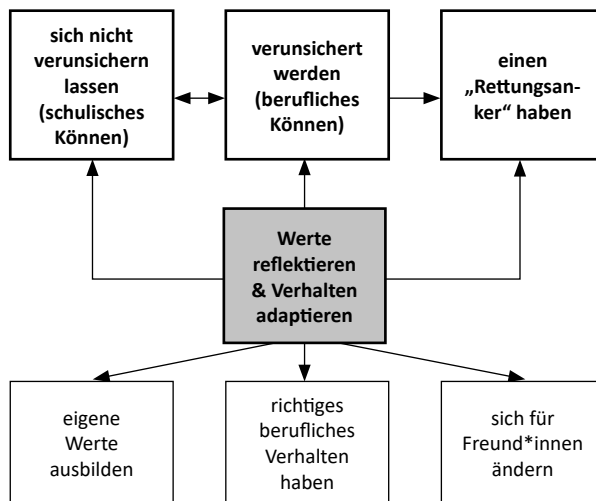 sich nicht
verunsichern
lassen
(schulisches
Können)
verunsichert
werden
(berufliches
Können)
einen
„Rettungsan-
ker“ haben
Werte
reflektieren
& Verhalten
adaptieren
eigene
Werte
ausbilden
richtiges
berufliches
Verhalten
haben
sich für
Freund*innen
ändern